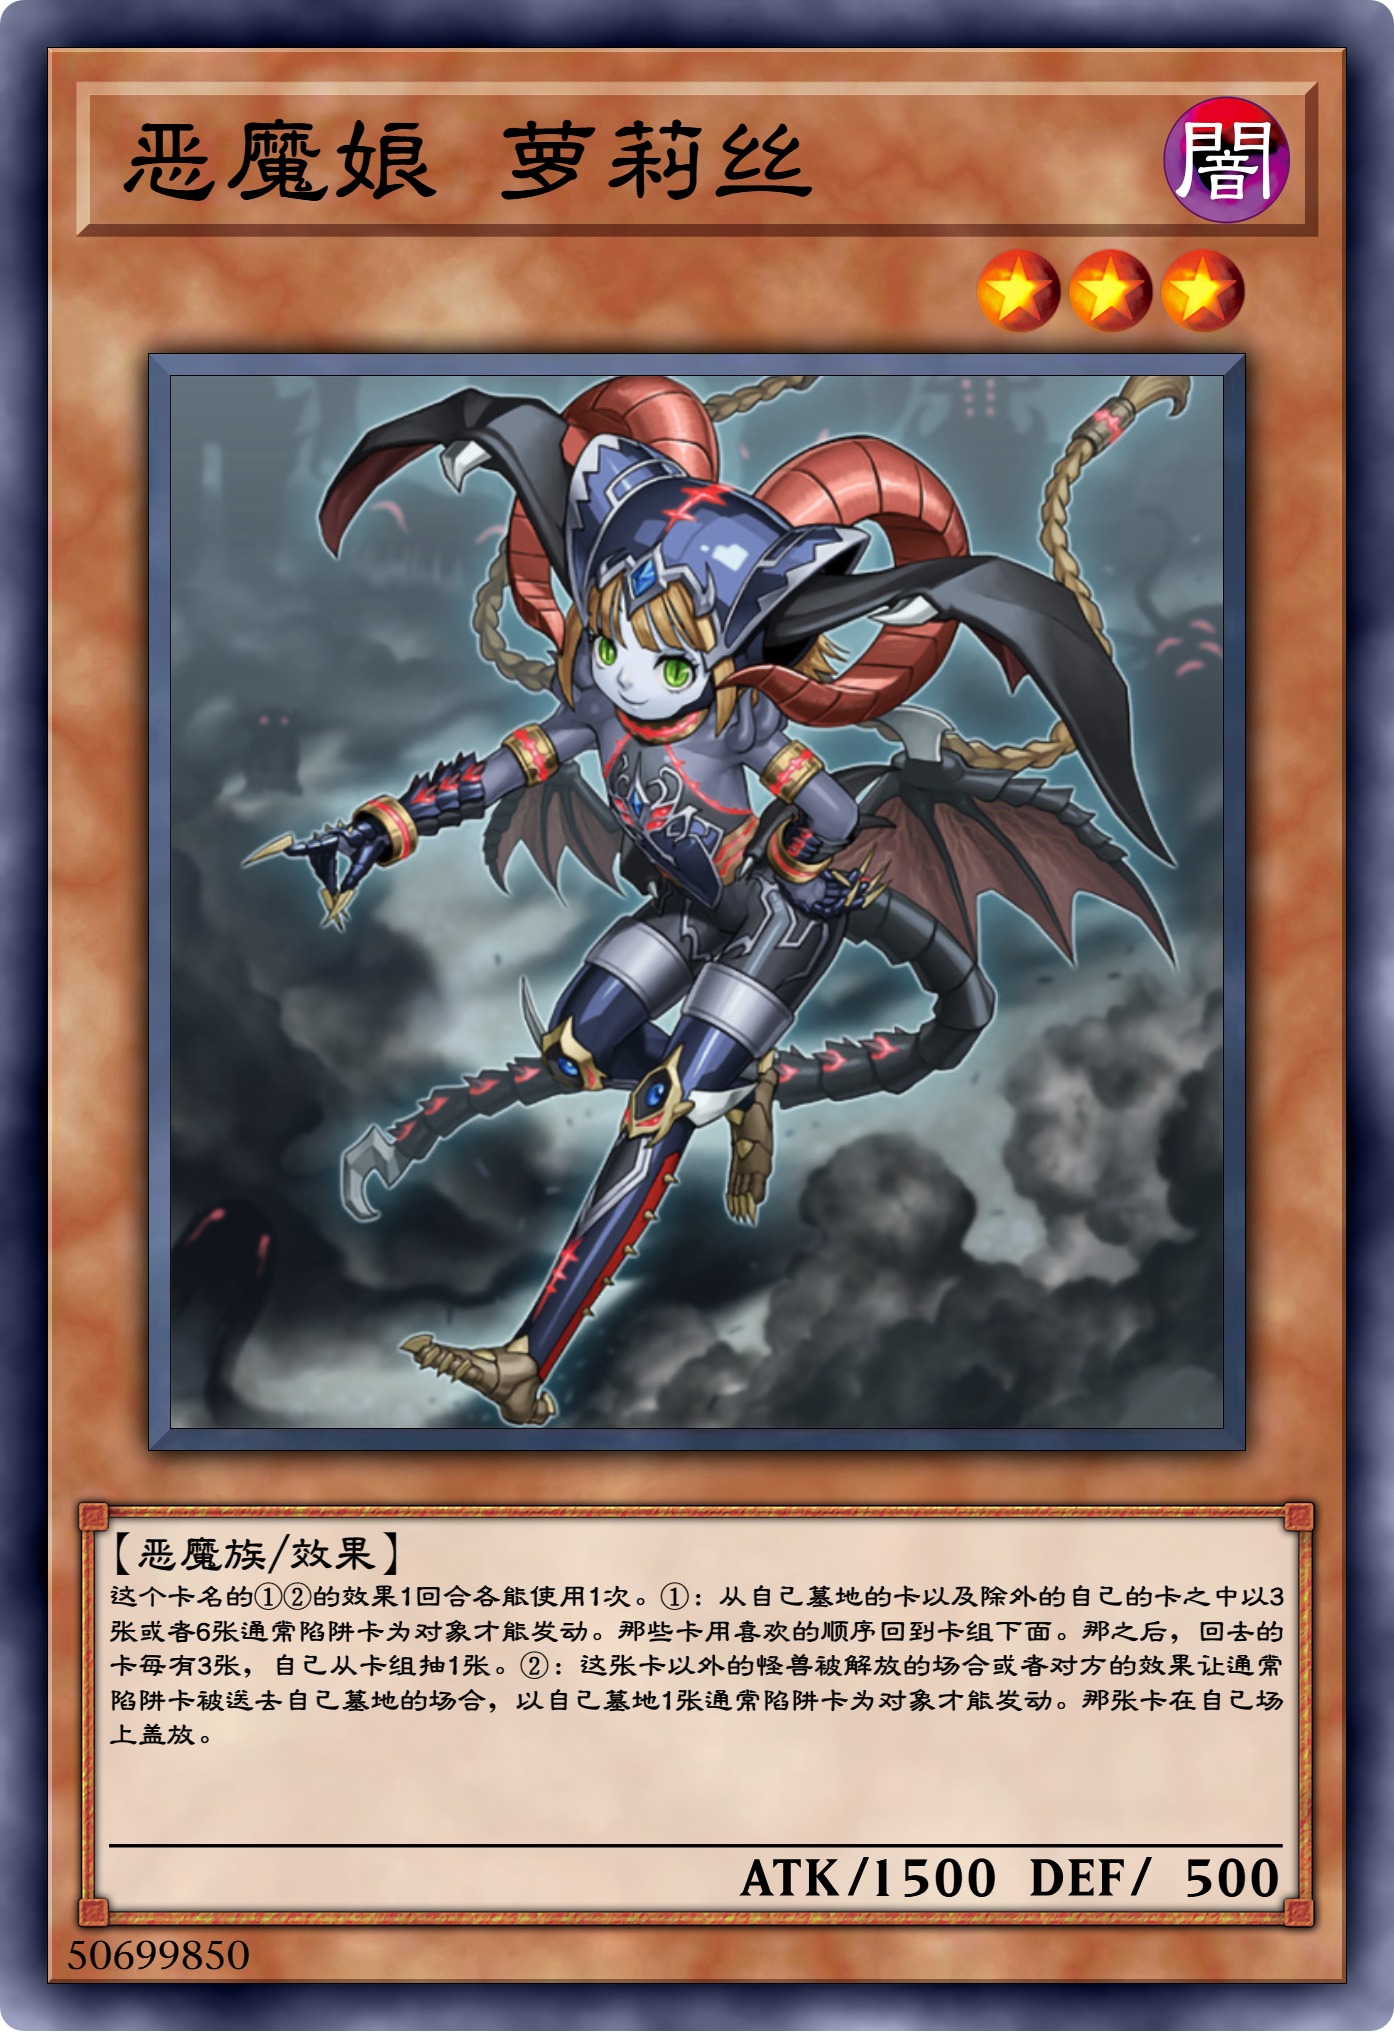 恶魔娘 萝莉丝
闇
【恶魔族/效果】
这个卡名的①②的效果1回合各能使用1次。①：从自己墓地的卡以及除外的自己的卡之中以3
张或者6张通常陷阱卡为对象才能发动。那些卡用喜欢的顺序回到卡组下面。那之后，回去的
卡每有3张，自己从卡组抽1张。②：这张卡以外的怪兽被解放的场合或者对方的效果让通常
陷阱卡被送去自己墓地的场合，以自己墓地1张通常陷阱卡为对象才能发动。那张卡在自己场
上盖放。
ATK/1500 DEF/ 500
50699850